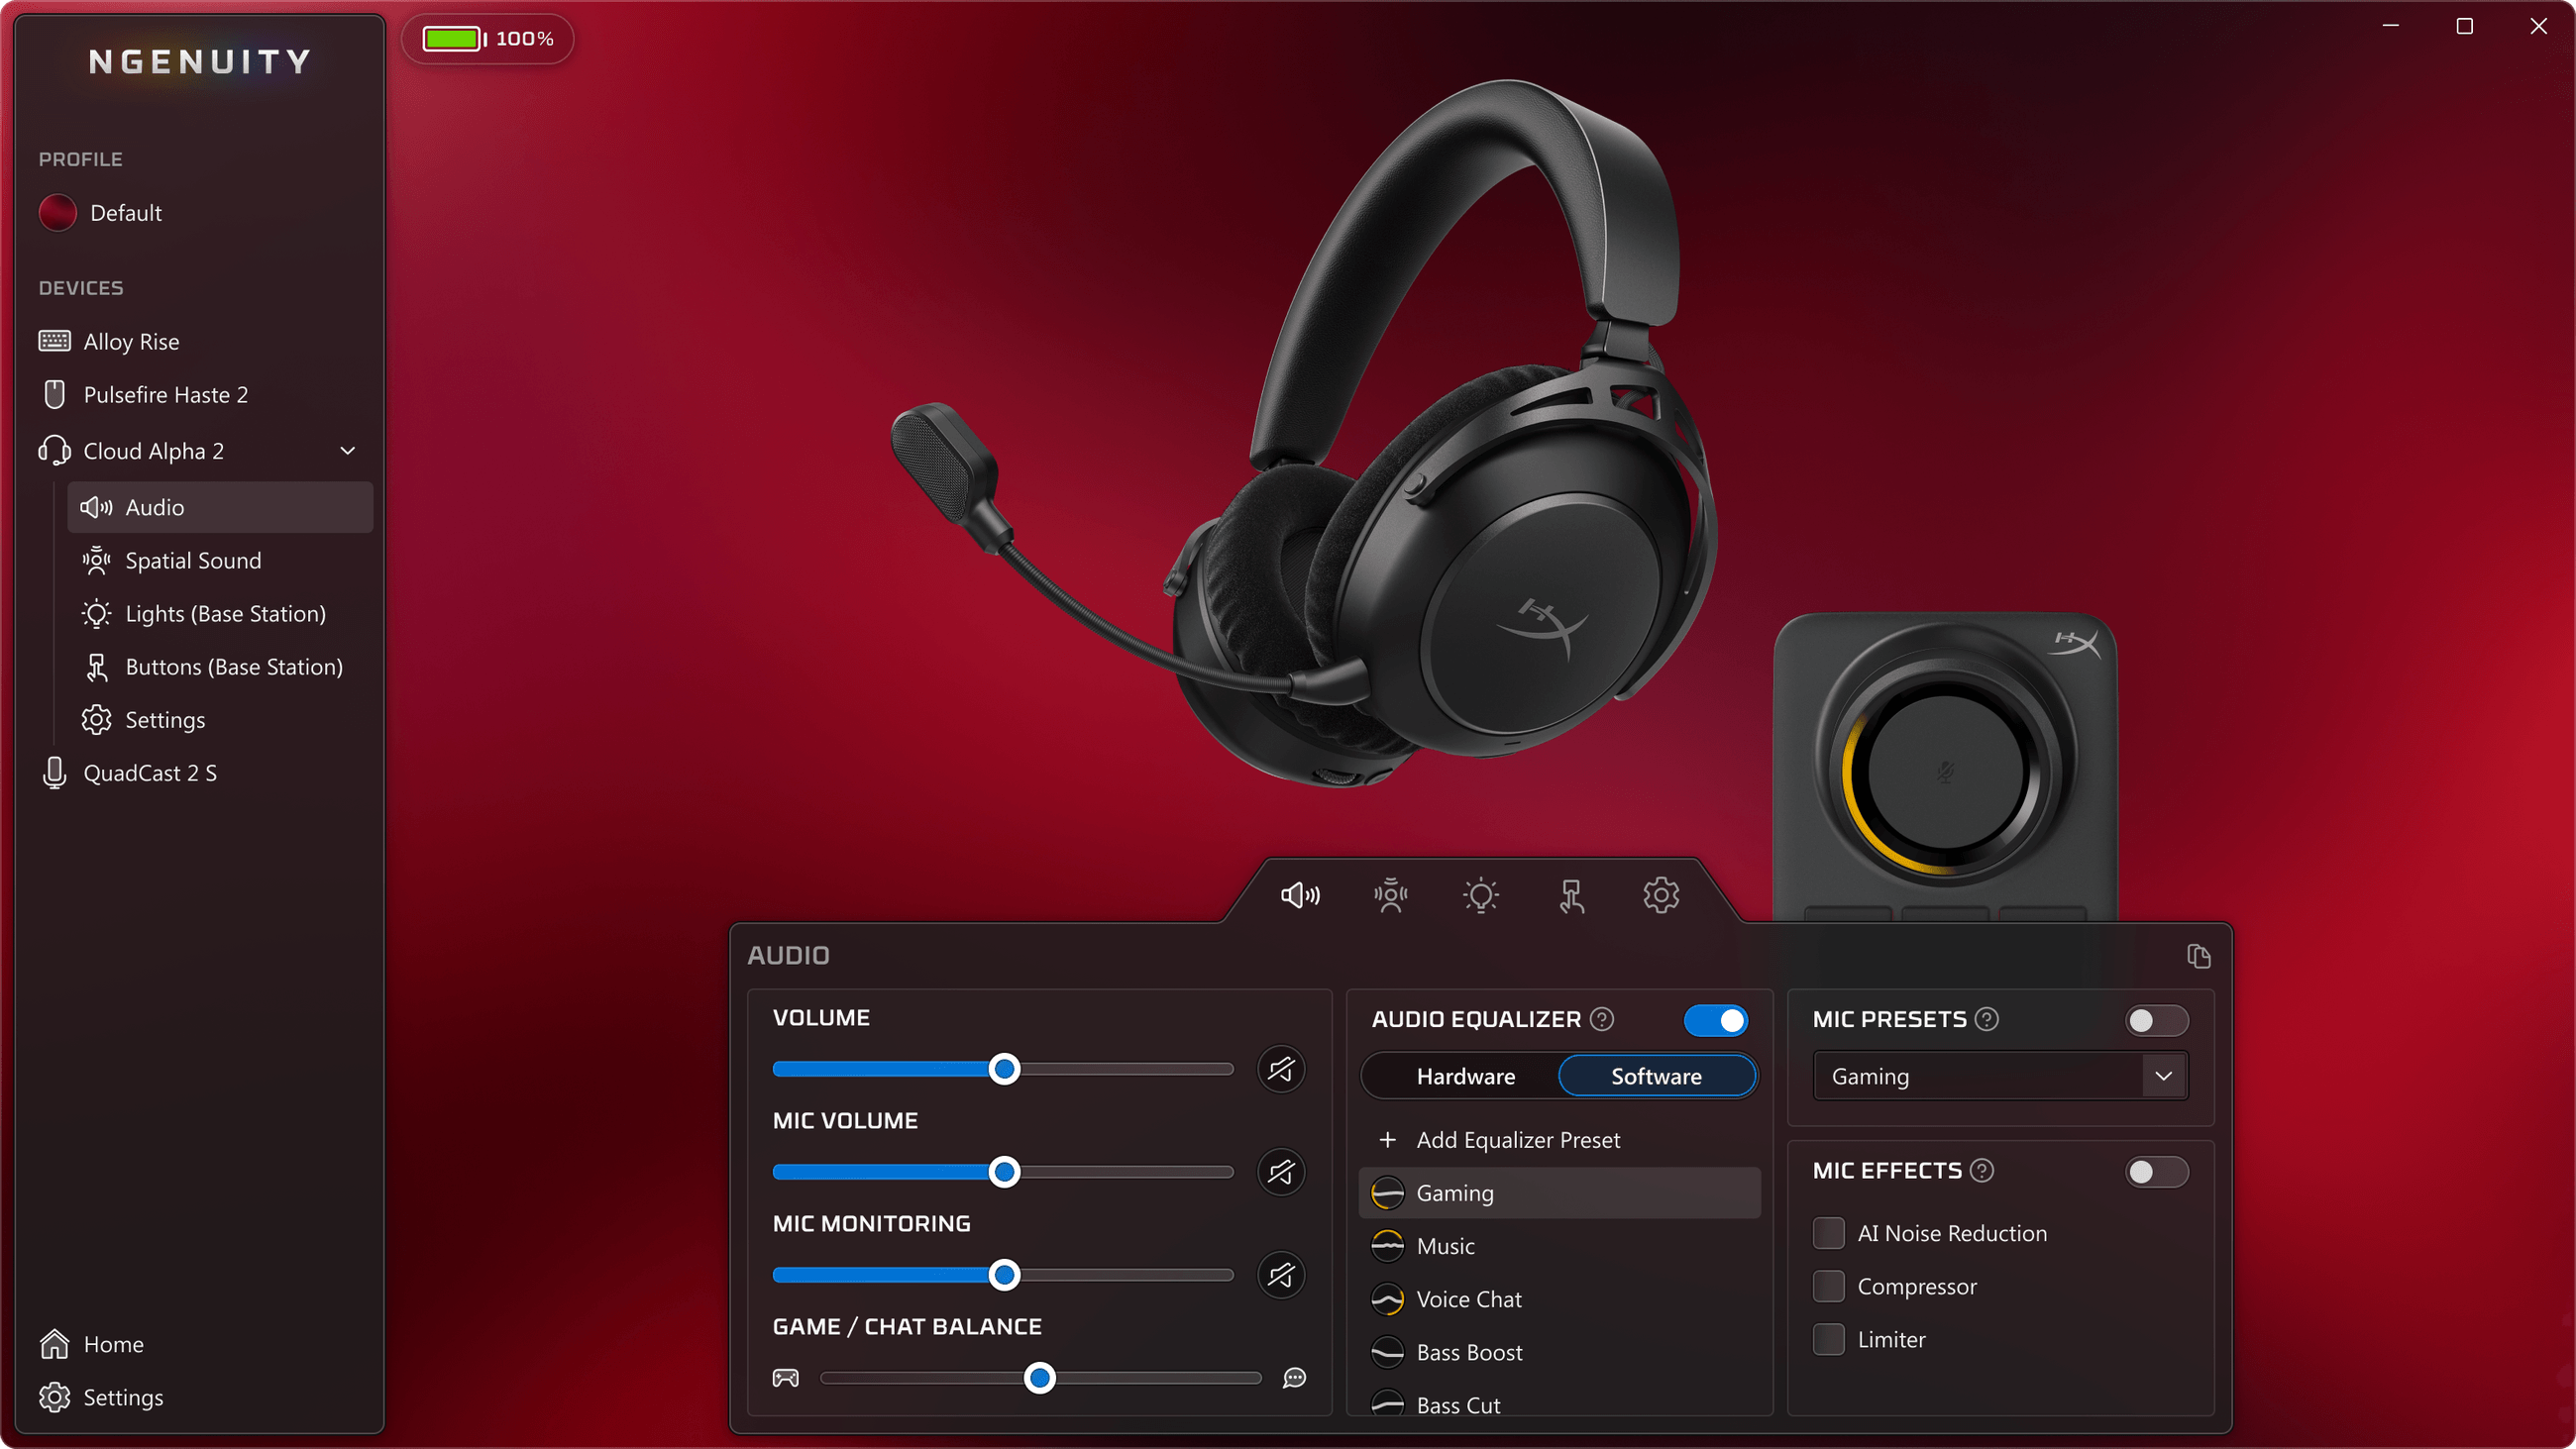 NGENUITY
100%
PROFILE
Default
DEVICES
Alloy Rise
Pulsefire Haste 2
Cloud Alpha 2
Audio
Spatial Sound
Lights (Base Station)
Buttons (Base Station)
Settings
QuadCast 2 S
Home
Settings
HX
HX
AUDIO
VOLUME
MIC VOLUME
MIC MONITORING
GAME / CHAT BALANCE
AUDIO EQUALIZER ?
Hardware Software
+ Add Equalizer Preset
Gaming
Music
Voice Chat
Bass Boost
Bass Cut
MIC PRESETS ?
Gaming
MIC EFFECTS ?
AI Noise Reduction
Compressor
Limiter